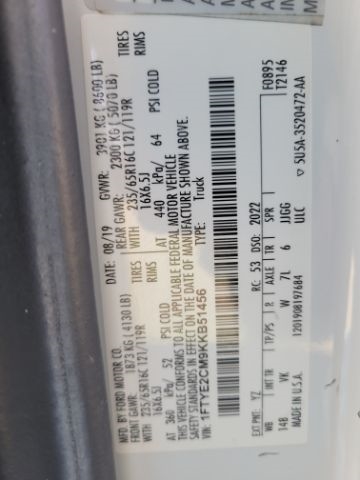 MFD. BY FORD MOTOR CO.
DATE: 08/19 GVWR: 3901 KG ( 8600 LB)
1873 KG ( 4130 LB) REAR GAWR: 2300 KG ( 5070 LB)
WITH 235/65R16C 121/119R TIRES WITH 235/65R16C 121/119R TIRES
16X6.5J RIMS 16X6.5J RIMS
AT 360 kPa/ 52 PSI COLD AT 440 kPa/ 64 PSI COLD
THIS VEHICLE CONFORMS TO ALL APPLICABLE FEDERAL MOTOR VEHICLE
SAFETY STANDARDS IN EFFECT ON THE DATE OF MANUFACTURE SHOWN ABOVE.
VIN: 1FTYE2CM9KKB51456 TYPE: Truck
F0895
T2146
EXT PNT: YZ RC: 53 DSO: 2022
WB INT TR TP/PS R AXLE TR SPR
148 VK W 7L 6 JJGG
MADE IN U.S.A. 1201908197684 ULC 5U5A-3520472-AA